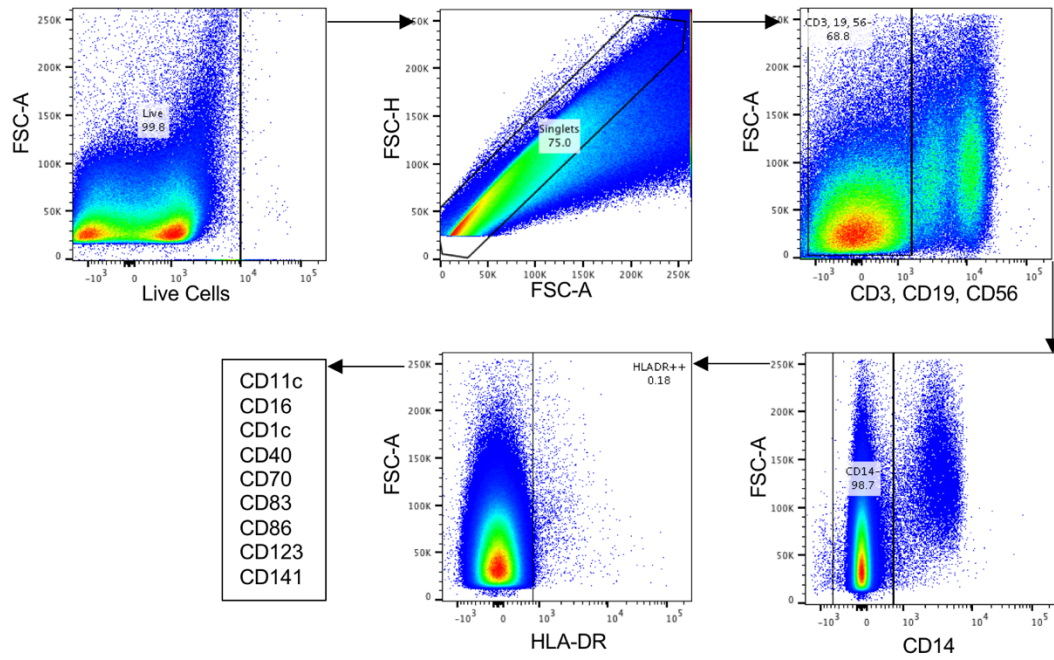 FSC-A
250K
200K
150K
100K
50K
0
Live
99.8
-10³ 0 10³ 10⁴ 10⁵
Live Cells
FSC-H
250K
200K
150K
100K
50K
0
Singlets
75.0
50K 100K 150K 200K 250K
FSC-A
FSC-A
250K
200K
150K
100K
50K
0
CD3, 19, 56-
68.8
-10³ 0 10³ 10⁴ 10⁵
CD3, CD19, CD56
CD11c
CD16
CD1c
CD40
CD70
CD83
CD86
CD123
CD141
FSC-A
250K
200K
150K
100K
50K
0
HLADR++
0.18
-10³ 0 10³ 10⁴ 10⁵
HLA-DR
FSC-A
250K
200K
150K
100K
50K
0
CD14-
98.7
-10³ 0 10³ 10⁴ 10⁵
CD14